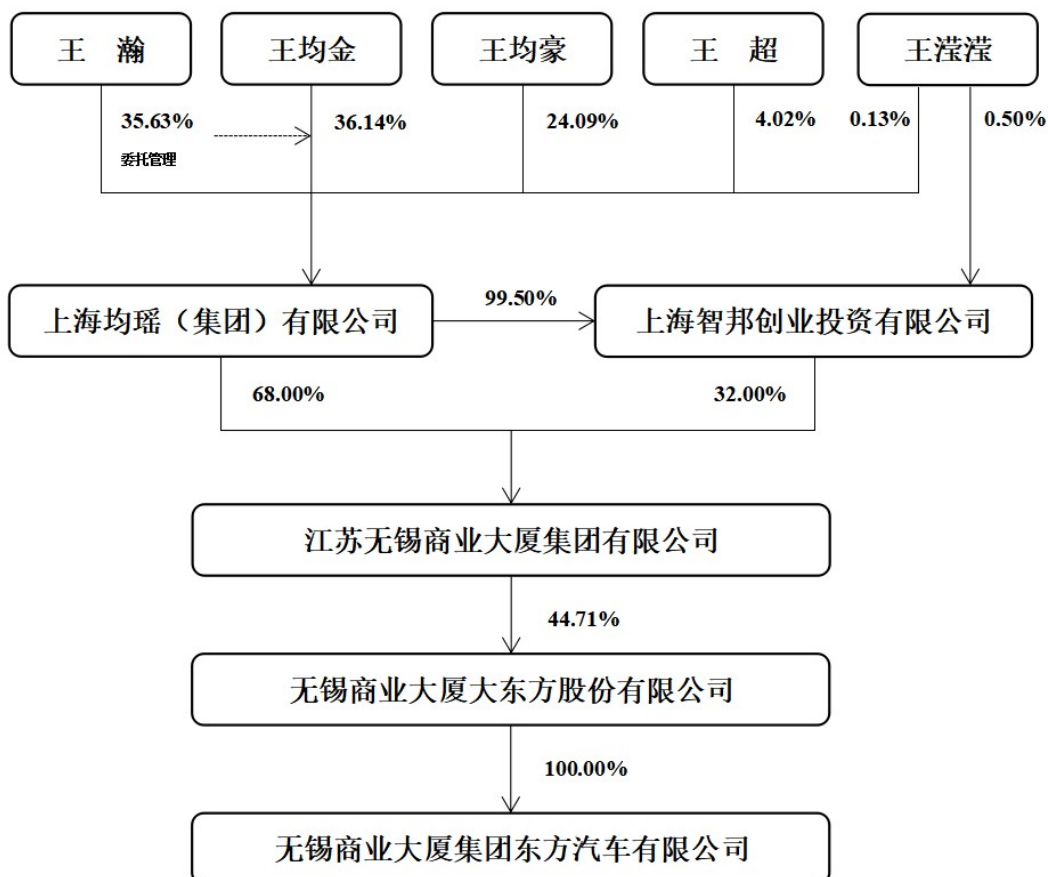 王　瀚
王均金
王均豪
王　超
王滢滢
35.63%
36.14%
24.09%
4.02%
0.13%
0.50%
委托管理
上海均瑶（集团）有限公司
99.50%
上海智邦创业投资有限公司
68.00%
32.00%
江苏无锡商业大厦集团有限公司
44.71%
无锡商业大厦大东方股份有限公司
100.00%
无锡商业大厦集团东方汽车有限公司